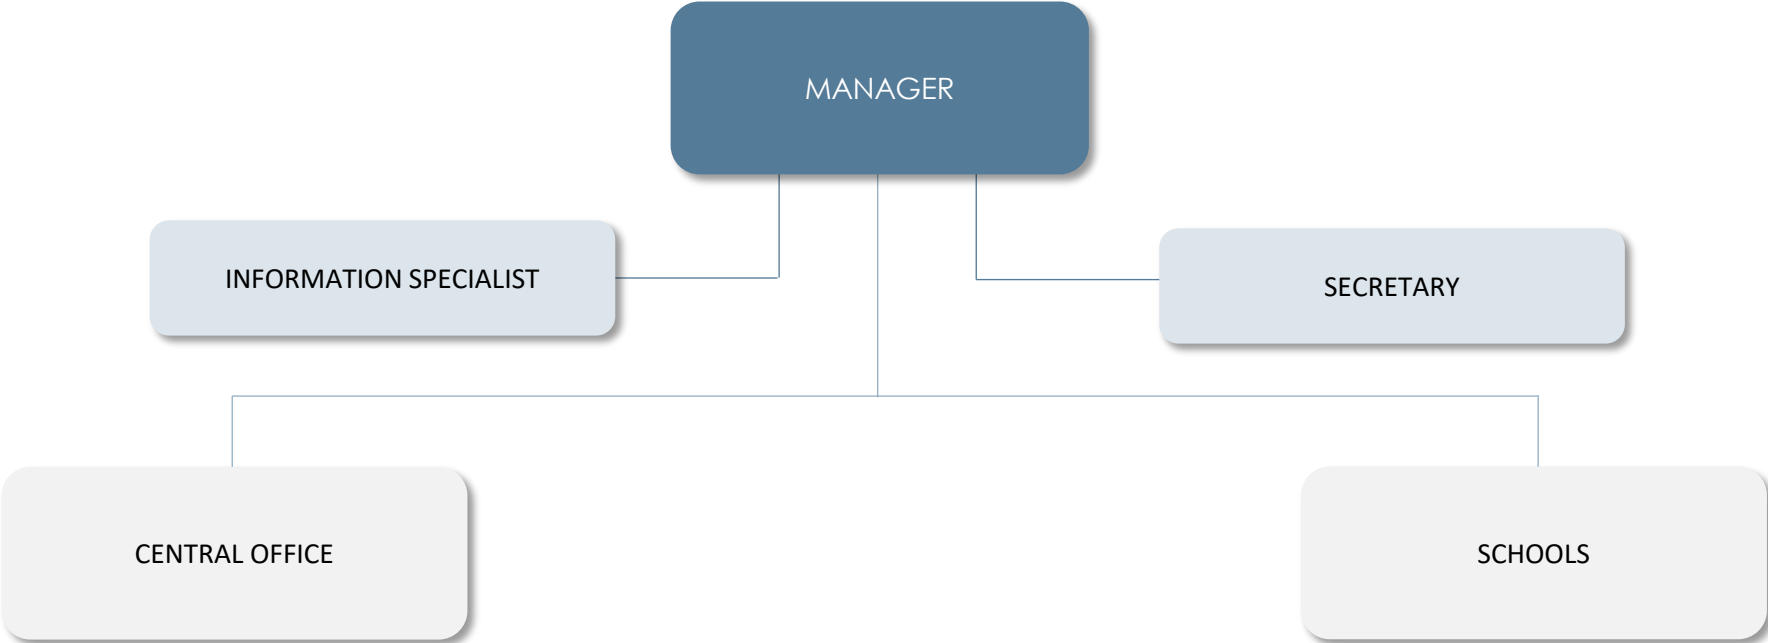 MANAGER
INFORMATION SPECIALIST
SECRETARY
CENTRAL OFFICE
SCHOOLS